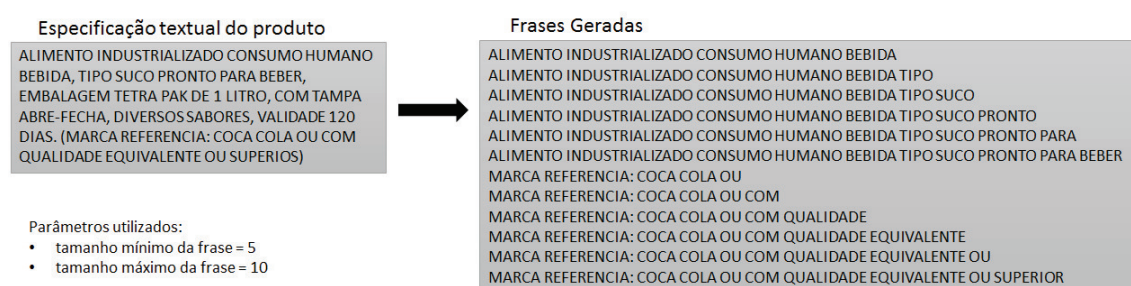 Especificação textual do produto
ALIMENTO INDUSTRIALIZADO CONSUMO HUMANO
BEBIDA, TIPO SUCO PRONTO PARA BEBER,
EMBALAGEM TETRA PAK DE 1 LITRO, COM TAMPA
ABRE-FECHA, DIVERSOS SABORES, VALIDADE 120
DIAS. (MARCA REFERENCIA: COCA COLA OU COM
QUALIDADE EQUIVALENTE OU SUPERIOS)
Parâmetros utilizados:
• tamanho mínimo da frase = 5
• tamanho máximo da frase = 10
Frases Geradas
ALIMENTO INDUSTRIALIZADO CONSUMO HUMANO BEBIDA
ALIMENTO INDUSTRIALIZADO CONSUMO HUMANO BEBIDA TIPO
ALIMENTO INDUSTRIALIZADO CONSUMO HUMANO BEBIDA TIPO SUCO
ALIMENTO INDUSTRIALIZADO CONSUMO HUMANO BEBIDA TIPO SUCO PRONTO
ALIMENTO INDUSTRIALIZADO CONSUMO HUMANO BEBIDA TIPO SUCO PRONTO PARA
ALIMENTO INDUSTRIALIZADO CONSUMO HUMANO BEBIDA TIPO SUCO PRONTO PARA BEBER
MARCA REFERENCIA: COCA COLA OU
MARCA REFERENCIA: COCA COLA OU COM
MARCA REFERENCIA: COCA COLA OU COM QUALIDADE
MARCA REFERENCIA: COCA COLA OU COM QUALIDADE EQUIVALENTE
MARCA REFERENCIA: COCA COLA OU COM QUALIDADE EQUIVALENTE OU
MARCA REFERENCIA: COCA COLA OU COM QUALIDADE EQUIVALENTE OU SUPERIOR